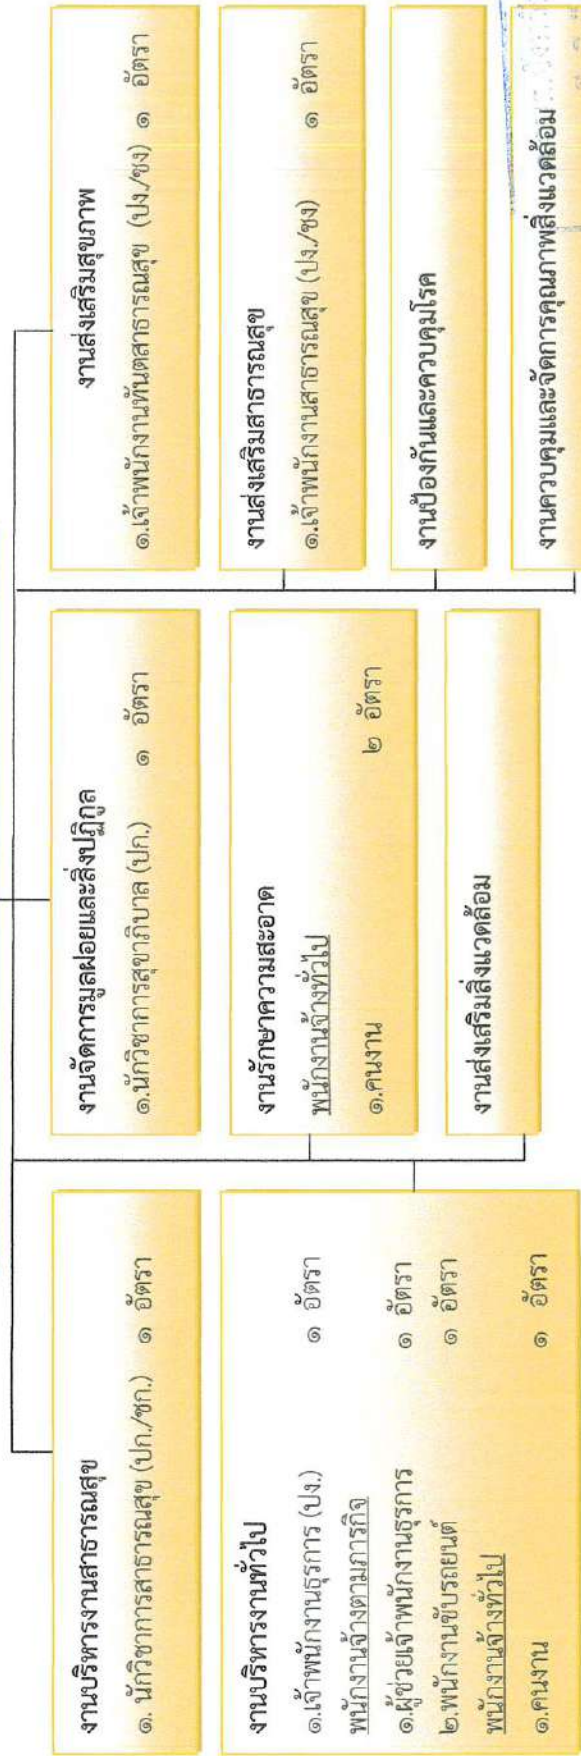 งานบริหารงานสาธารณสุข
๑. นักวิชาการสาธารณสุข (ปก./ชก.) ๑ อัตรา
งานบริหารงานทั่วไป
๑.เจ้าพนักงานธุรการ (ปง.) ๑ อัตรา
พนักงานจ้างตามภารกิจ
๑.ผู้ช่วยเจ้าพนักงานธุรการ ๑ อัตรา
๒.พนักงานขับรถยนต์ ๑ อัตรา
พนักงานจ้างทั่วไป
๑.คนงาน ๑ อัตรา
งานจัดการมูลฝอยและสิ่งปฏิกูล
๑.นักวิชาการสุขาภิบาล (ปก.) ๑ อัตรา
งานรักษาความสะอาด
พนักงานจ้างทั่วไป
๑.คนงาน ๒ อัตรา
งานส่งเสริมสิ่งแวดล้อม
งานส่งเสริมสุขภาพ
๑.เจ้าพนักงานทันตสาธารณสุข (ปง./ชง) ๑ อัตรา
งานส่งเสริมสาธารณสุข
๑.เจ้าพนักงานสาธารณสุข (ปง./ชง) ๑ อัตรา
งานป้องกันและควบคุมโรค
งานควบคุมและจัดการคุณภาพสิ่งแวดล้อม